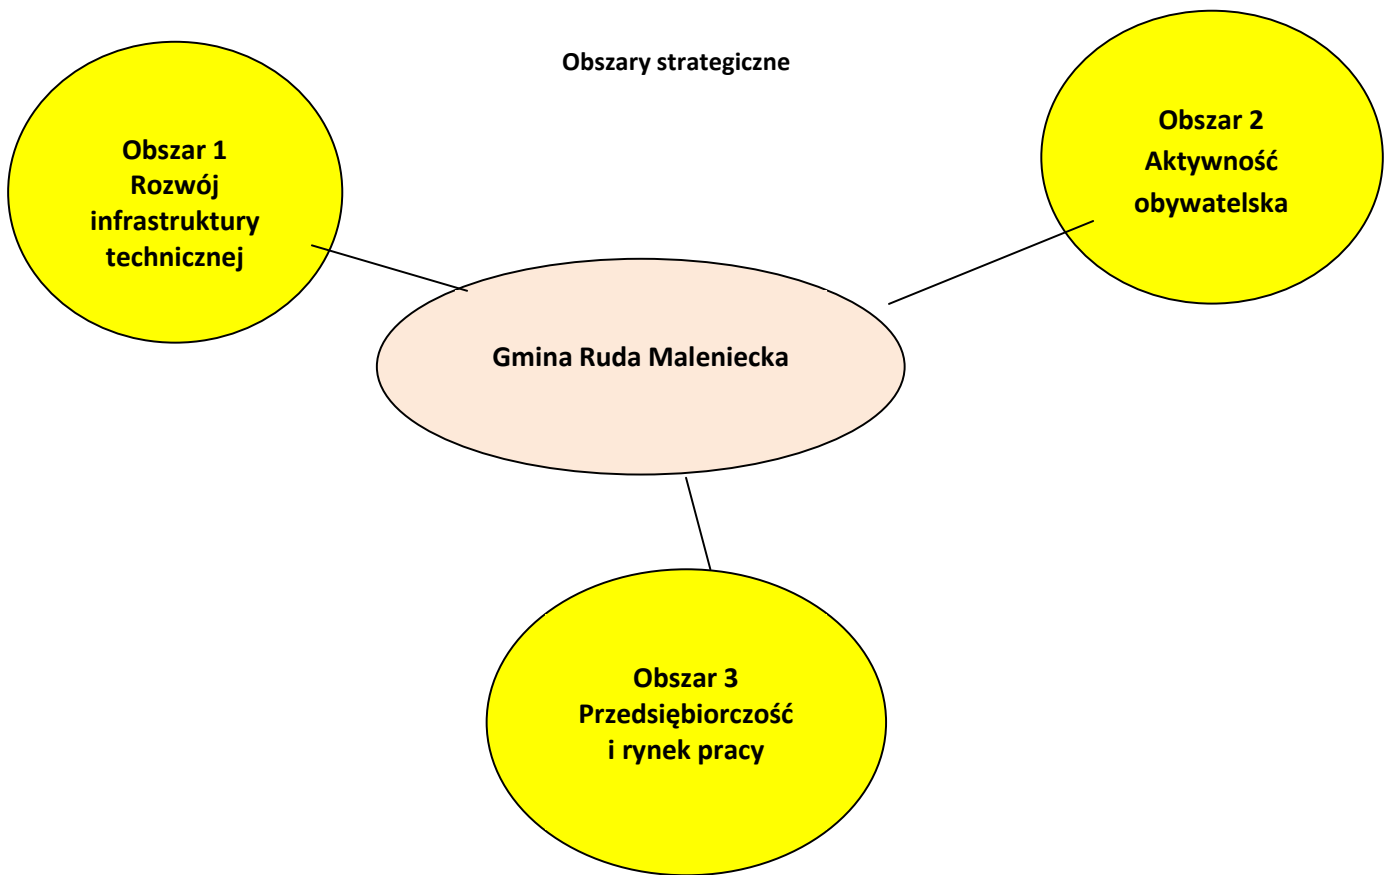 Obszary strategiczne
Obszar 1
Rozwój
infrastruktury
technicznej
Obszar 2
Aktywność
obywatelska
Gmina Ruda Maleniecka
Obszar 3
Przedsiębiorczość
i rynek pracy